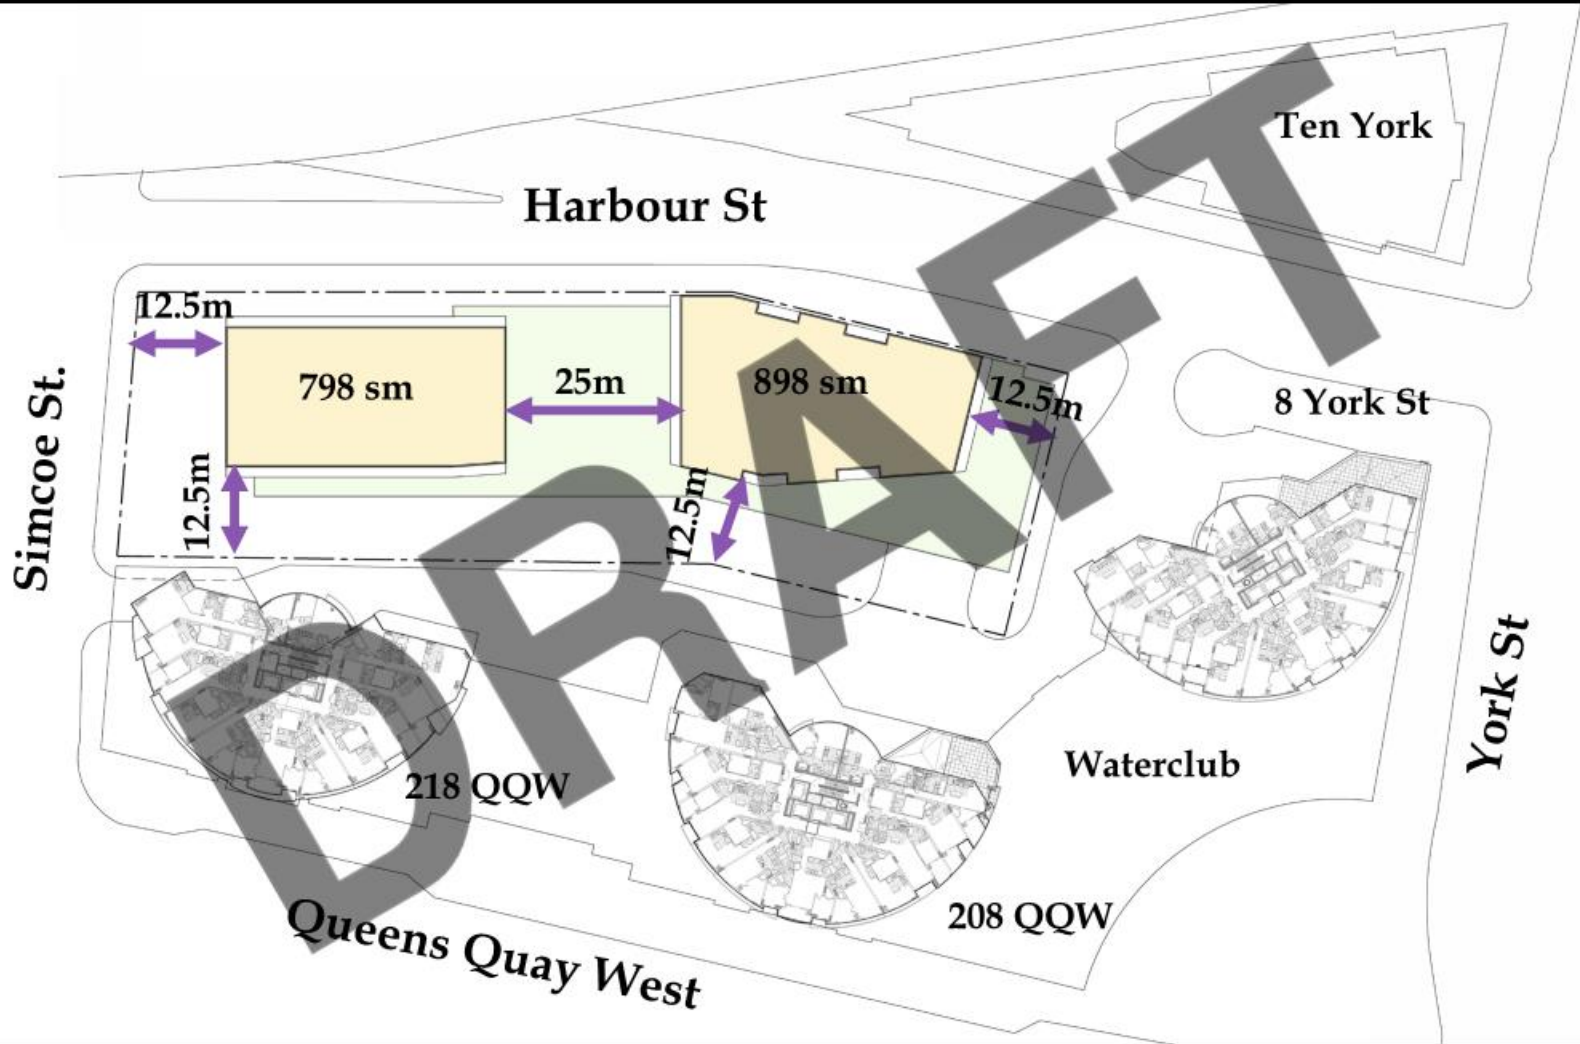 Ten York
Harbour St
12.5m
798 sm
25m
898 sm
12.5m
8 York St
Simcoe St.
12.5m
12.5m
York St
Waterclub
218 QQW
208 QQW
Queens Quay West
DRAFT